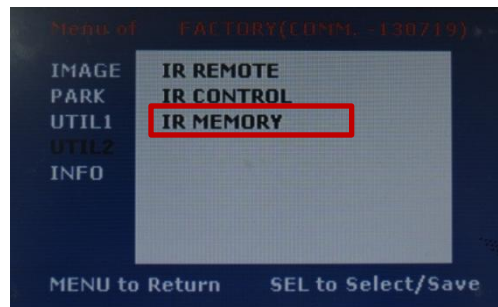 Menu of FACTORY(COMM. -130719)
IMAGE IR REMOTE
PARK IR CONTROL
UTIL1 IR MEMORY
UTIL2
INFO
MENU to Return SEL to Select/Save